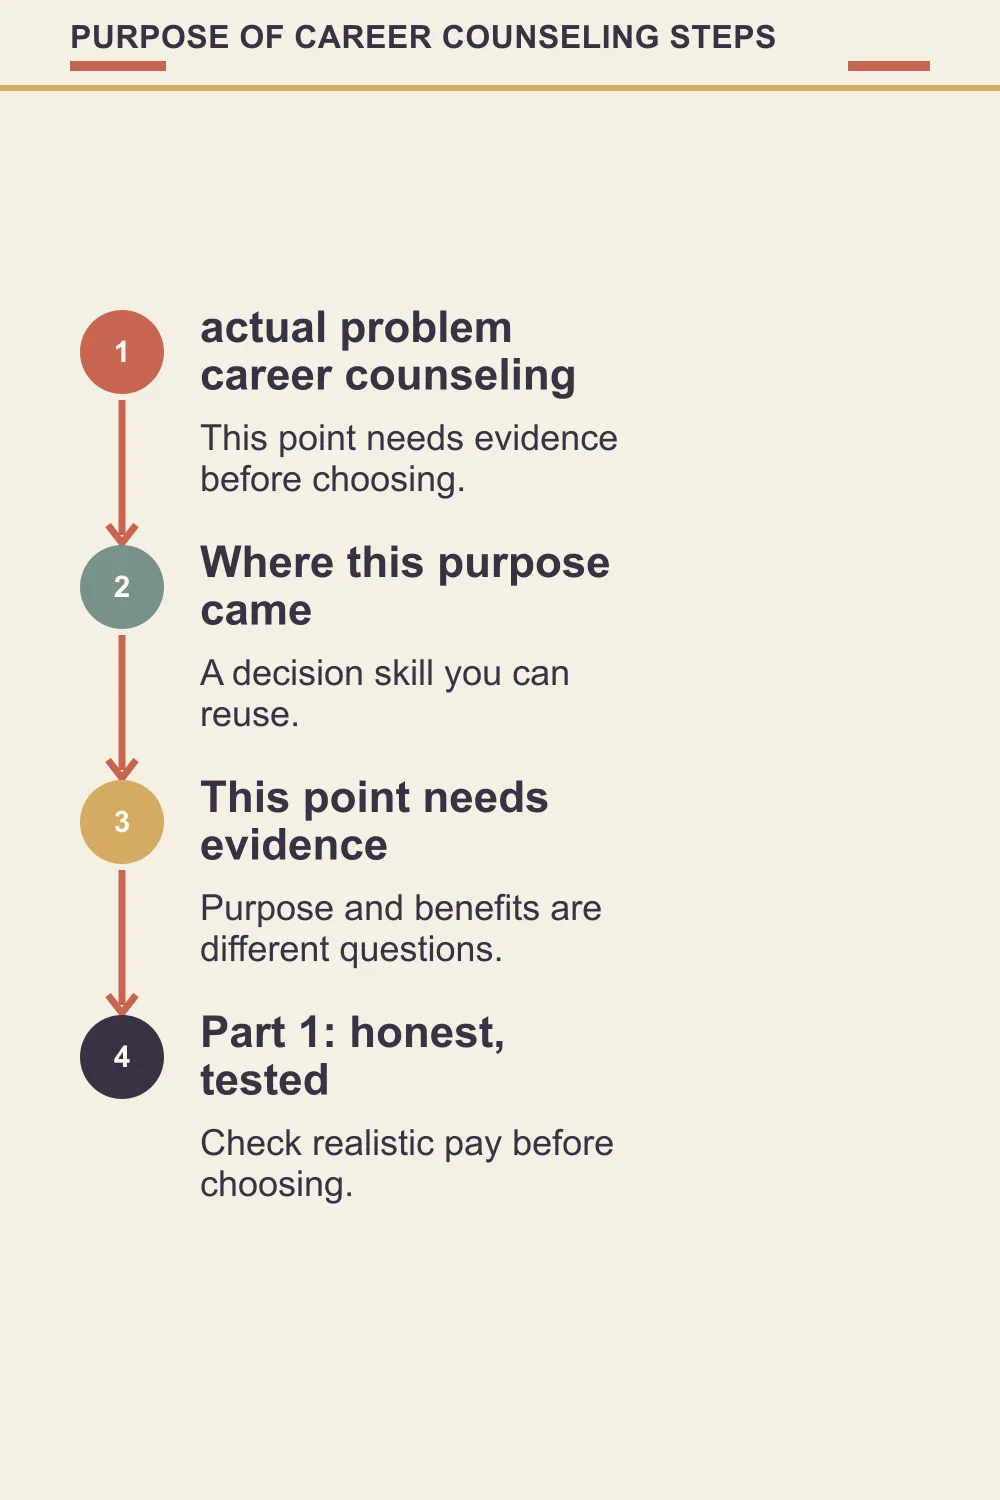 PURPOSE OF CAREER COUNSELING STEPS
1
actual problem
career counseling
This point needs evidence
before choosing.
2
Where this purpose
came
A decision skill you can
reuse.
3
This point needs
evidence
Purpose and benefits are
different questions.
4
Part 1: honest,
tested
Check realistic pay before
choosing.